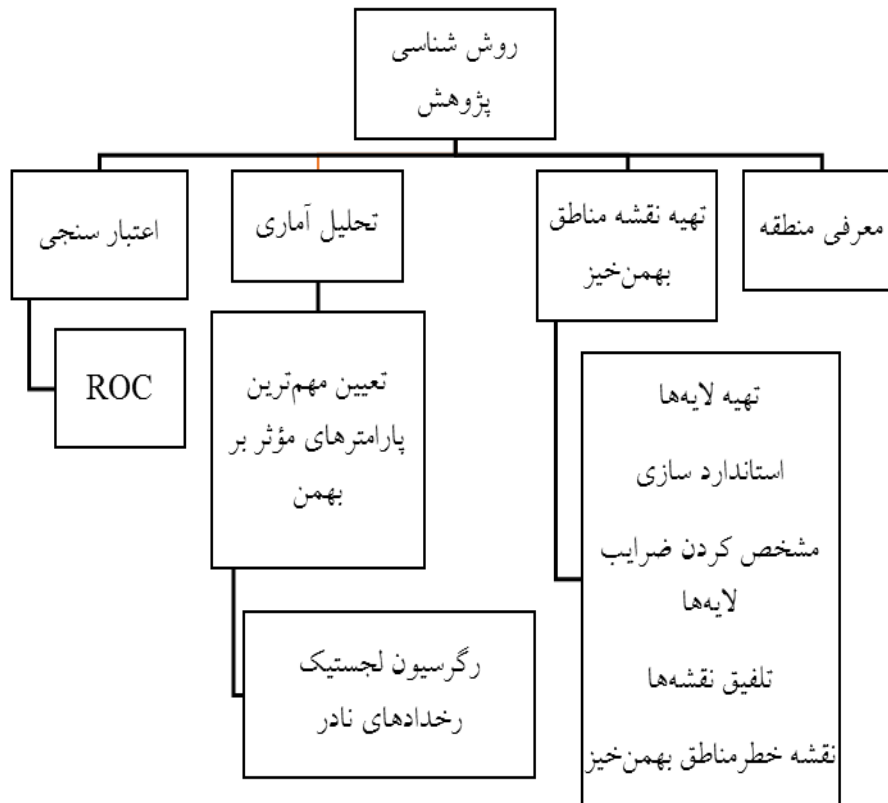 روش شناسی
پژوهش
معرفی منطقه
تهیه نقشه مناطق
بهمن‌خیز
تحلیل آماری
اعتبار سنجی
تهیه لایه‌ها
استاندارد سازی
مشخص کردن ضرایب
لایه‌ها
تلفیق نقشه‌ها
نقشه خطرمناطق بهمن‌خیز
تعیین مهم‌ترین
پارامترهای مؤثر بر
بهمن
رگرسیون لجستیک
رخدادهای نادر
ROC